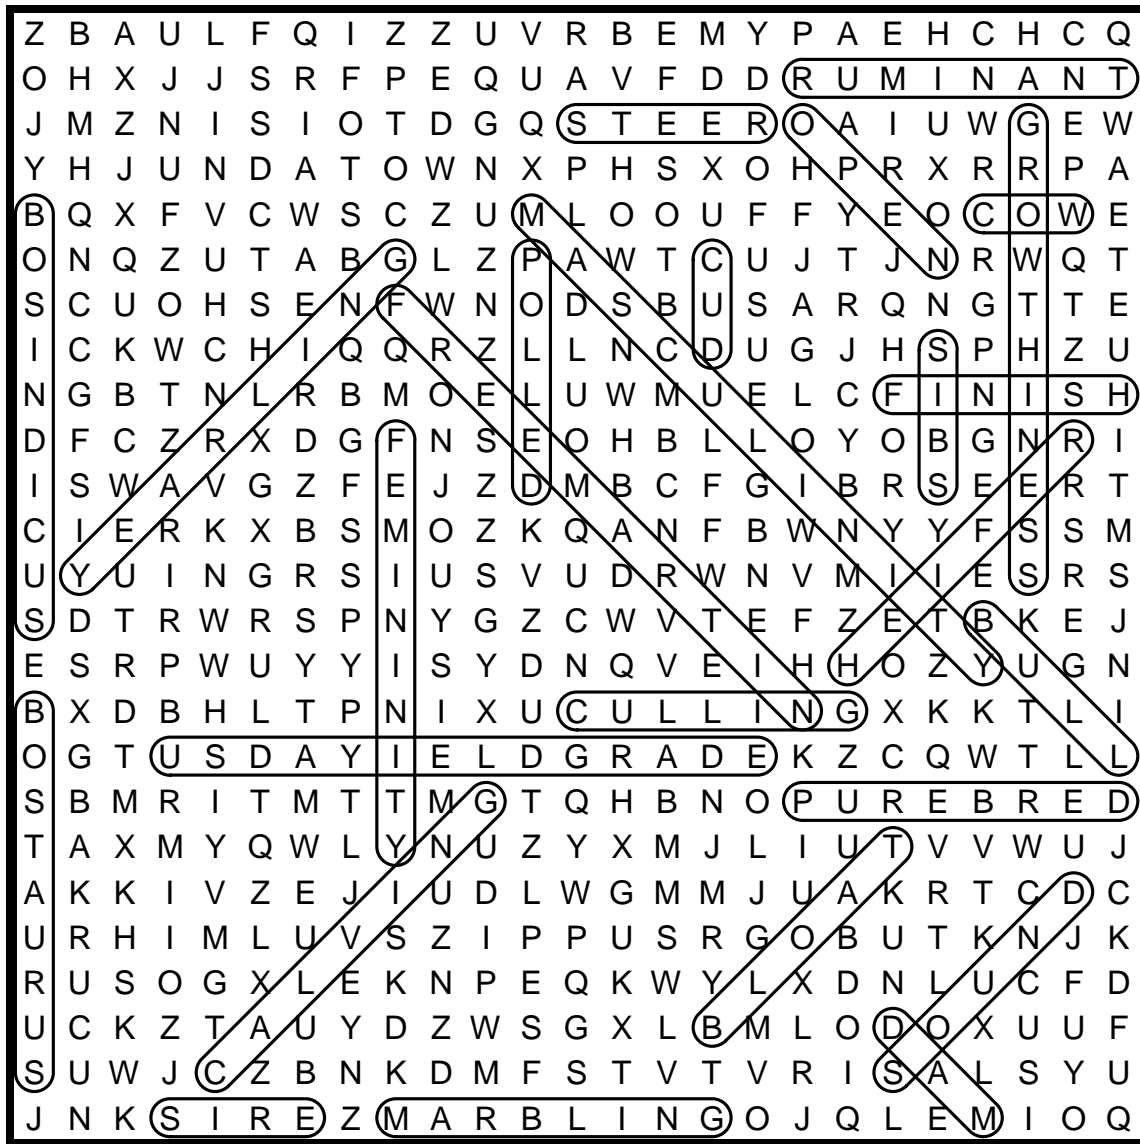 Z B A U L F Q I Z Z U V R B E M Y P A E H C H C Q
O H X J J S R F P E Q U A V F D D R U M I N A N T
J M Z N I S I O T D G Q S T E E R O A I U W G E W
Y H J U N D A T O W N X P H S X O H P R X R R P A
B Q X F V C W S C Z U M L O O U F F Y E O C O W E
O N Q Z U T A B G L Z P A W T C U J T J N R W Q T
S C U O H S E N F W N O D S B U S A R Q N G T T E
I C K W C H I Q Q R Z L L N C D U G J H S P H Z U
N G B T N L R B M O E L U W M U E L C F I N I S H
D F C Z R X D G F N S E O H B L L O Y O B G N R I
I S W A V G Z F E J Z D M B C F G I B R S E E R T
C I E R K X B S M O Z K Q A N F B W N Y Y F S S M
U Y U I N G R S I U S V U D R W N V M I I E S R S
S D T R W R S P N Y G Z C W V T E F Z E T B K E J
E S R P W U Y Y I S Y D N Q V E I H H O Z Y U G N
B X D B H L T P N I X U C U L L I N G X K K T L I
O G T U S D A Y I E L D G R A D E K Z C Q W T L L
S B M R I T M T T M G T Q H B N O P U R E B R E D
T A X M Y Q W L Y N U Z Y X M J L I U T V V W U J
A K K I V Z E J I U D L W G M M J U A K R T C D C
U R H I M L U V S Z I P P U S R G O B U T K N J K
R U S O G X L E K N P E Q K W Y L X D N L U C F D
U C K Z T A U Y D Z W S G X L B M L O D O X U U F
S U W J C Z B N K D M F S T V T V R I S A L S Y U
J N K S I R E Z M A R B L I N G O J Q L E M I O Q